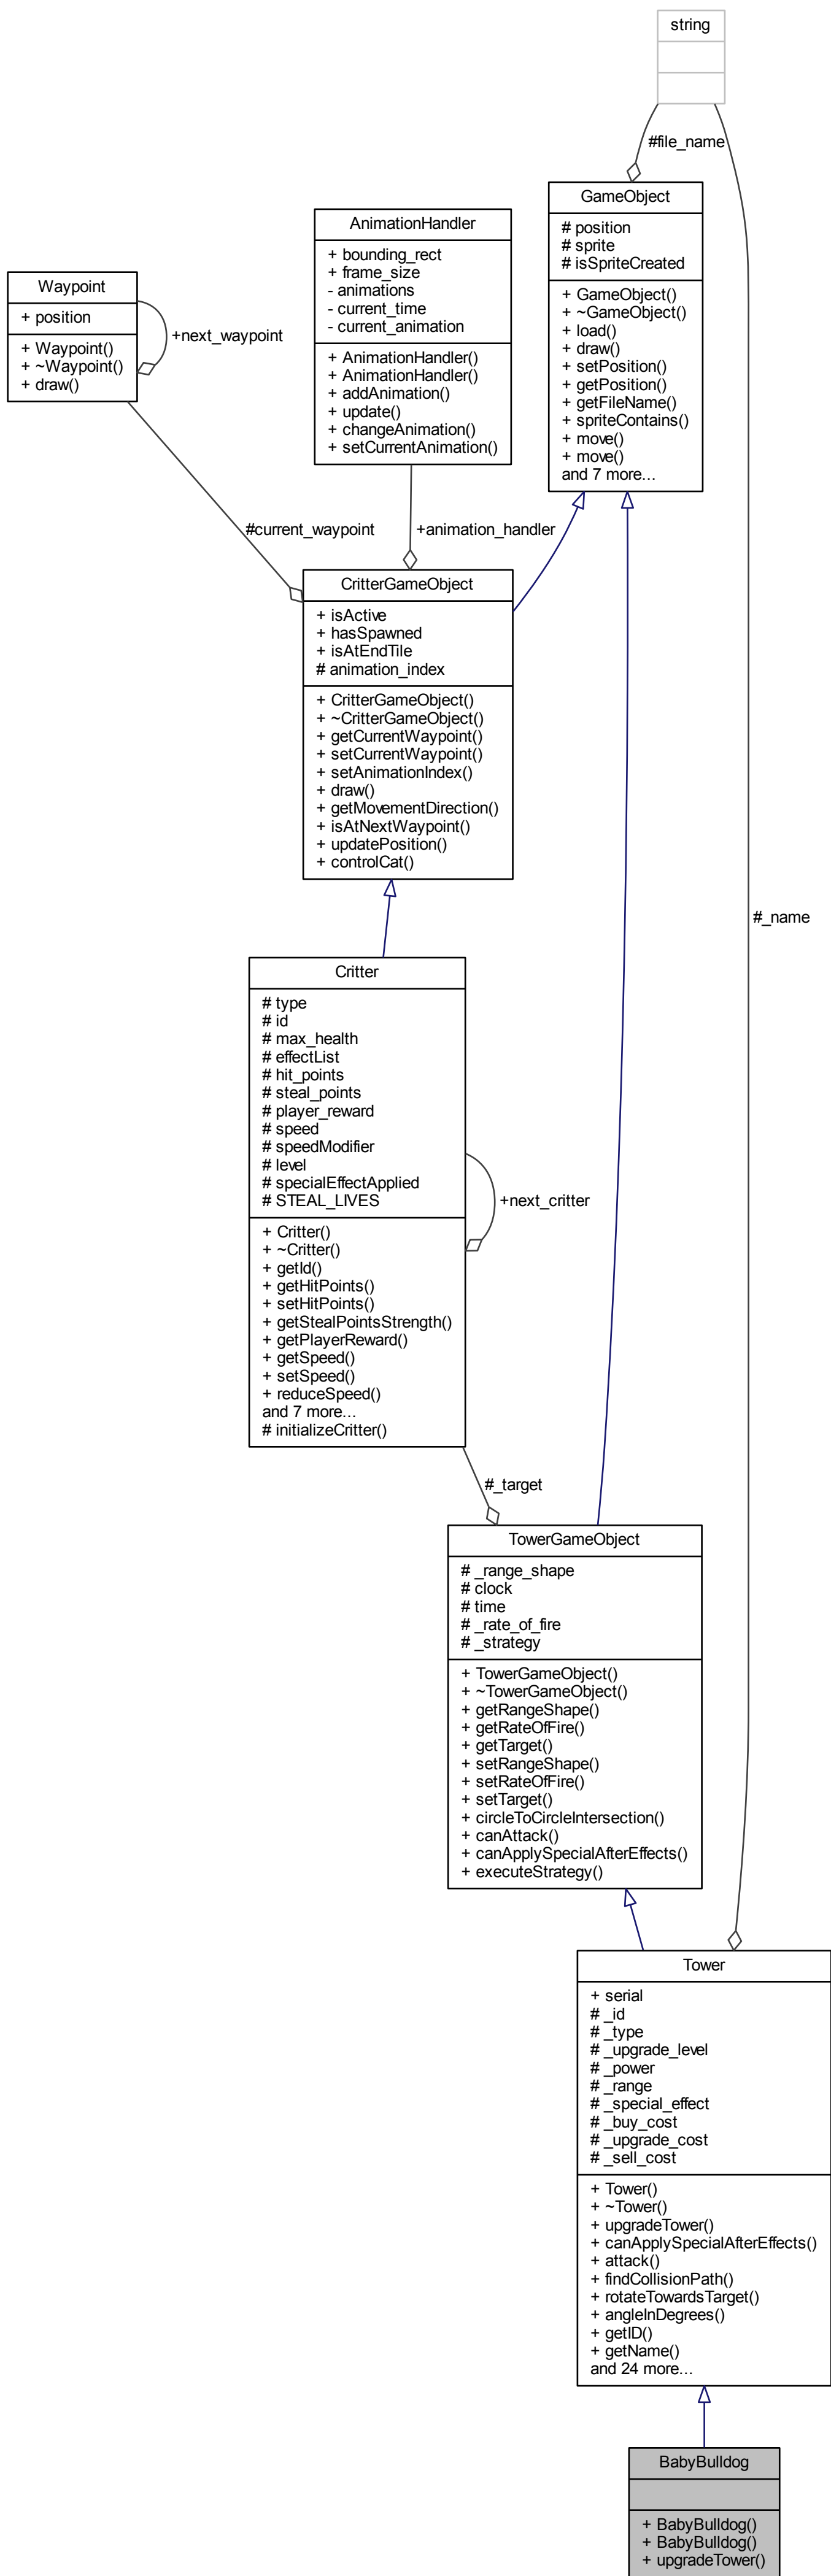 string
#file_name
GameObject
# position
# sprite
# isSpriteCreated
+ GameObject()
+ ~GameObject()
+ load()
+ draw()
+ setPosition()
+ getPosition()
+ getFileName()
+ spriteContains()
+ move()
+ move()
and 7 more...
AnimationHandler
+ bounding_rect
+ frame_size
- animations
- current_time
- current_animation
+ AnimationHandler()
+ AnimationHandler()
+ addAnimation()
+ update()
+ changeAnimation()
+ setCurrentAnimation()
Waypoint
+ position
+ Waypoint()
+ ~Waypoint()
+ draw()
+next_waypoint
#current_waypoint
+animation_handler
CritterGameObject
+ isActive
+ hasSpawned
+ isAtEndTile
# animation_index
+ CritterGameObject()
+ ~CritterGameObject()
+ getCurrentWaypoint()
+ setCurrentWaypoint()
+ setAnimationIndex()
+ draw()
+ getMovementDirection()
+ isAtNextWaypoint()
+ updatePosition()
+ controlCat()
#_name
Critter
# type
# id
# max_health
# effectList
# hit_points
# steal_points
# player_reward
# speed
# speedModifier
# level
# specialEffectApplied
# STEAL_LIVES
+ Critter()
+ ~Critter()
+ getId()
+ getHitPoints()
+ setHitPoints()
+ getStealPointsStrength()
+ getPlayerReward()
+ getSpeed()
+ setSpeed()
+ reduceSpeed()
and 7 more...
# initializeCritter()
+next_critter
#_target
TowerGameObject
# _range_shape
# clock
# time
# _rate_of_fire
# _strategy
+ TowerGameObject()
+ ~TowerGameObject()
+ getRangeShape()
+ getRateOfFire()
+ getTarget()
+ setRangeShape()
+ setRateOfFire()
+ setTarget()
+ circleToCircleIntersection()
+ canAttack()
+ canApplySpecialAfterEffects()
+ executeStrategy()
Tower
+ serial
# _id
# _type
# _upgrade_level
# _power
# _range
# _special_effect
# _buy_cost
# _upgrade_cost
# _sell_cost
+ Tower()
+ ~Tower()
+ upgradeTower()
+ canApplySpecialAfterEffects()
+ attack()
+ findCollisionPath()
+ rotateTowardsTarget()
+ angleInDegrees()
+ getID()
+ getName()
and 24 more...
BabyBulldog
+ BabyBulldog()
+ BabyBulldog()
+ upgradeTower()